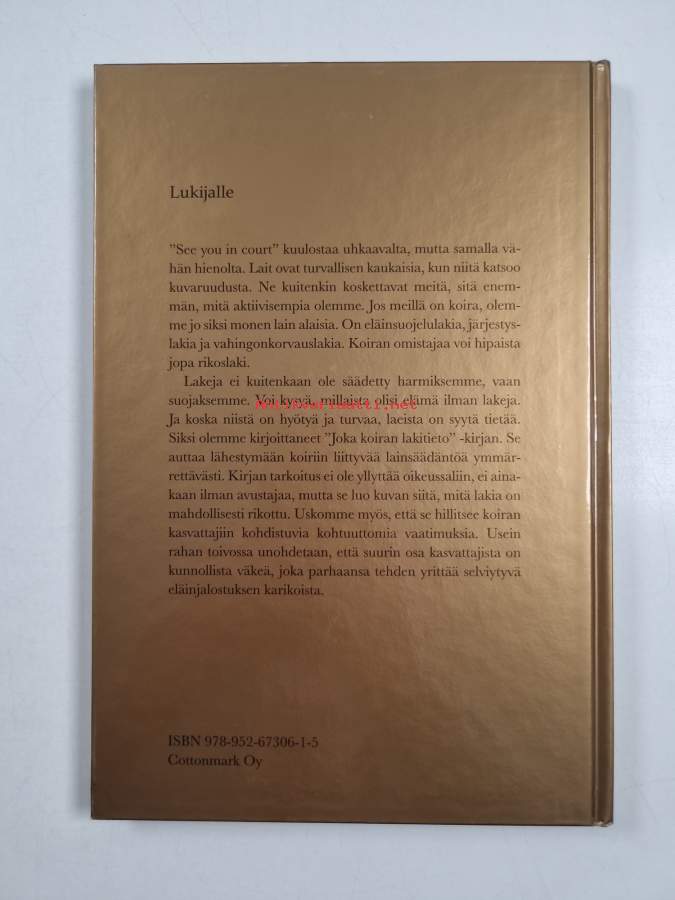 Lukijalle
"See you in court" kuulostaa uhkaavalta, mutta samalla vä-
hän hienolta. Lait ovat turvallisen kaukaisia, kun niitä katsoo
kuvaruudusta. Ne kuitenkin koskettavat meitä, sitä enem-
män, mitä aktiivisempia olemme. Jos meillä on koira, olem-
me jo siksi monen lain alaisia. On eläinsuojelulakia, järjestys-
lakia ja vahingonkorvauslakia. Koiran omistajaa voi hipaista
jopa rikoslaki.
Lakeja ei kuitenkaan ole säädetty harmiksemme, vaan
suojaksemme. Voi kysyä, millaista olisi elämä ilman lakeja.
Ja koska niistä on hyötyä ja turvaa, laeista on syytä tietää.
Siksi olemme kirjoittaneet "Joka koiran lakitieto" -kirjan. Se
auttaa lähestymään koiriin liittyvää lainsäädäntöä ymmär-
rettävästi. Kirjan tarkoitus ei ole yllyttää oikeussaliin, ei aina-
kaan ilman avustajaa, mutta se luo kuvan siitä, mitä lakia on
mahdollisesti rikottu. Uskomme myös, että se hillitsee koiran
kasvattajiin kohdistuvia kohtuuttomia vaatimuksia. Usein
rahan toivossa unohdetaan, että suurin osa kasvattajista on
kunnollista väkeä, joka parhaansa tehden yrittää selviytyvä
eläinjalostuksen karikoista.
ISBN 978-952-67306-1-5
Cottonmark Oy